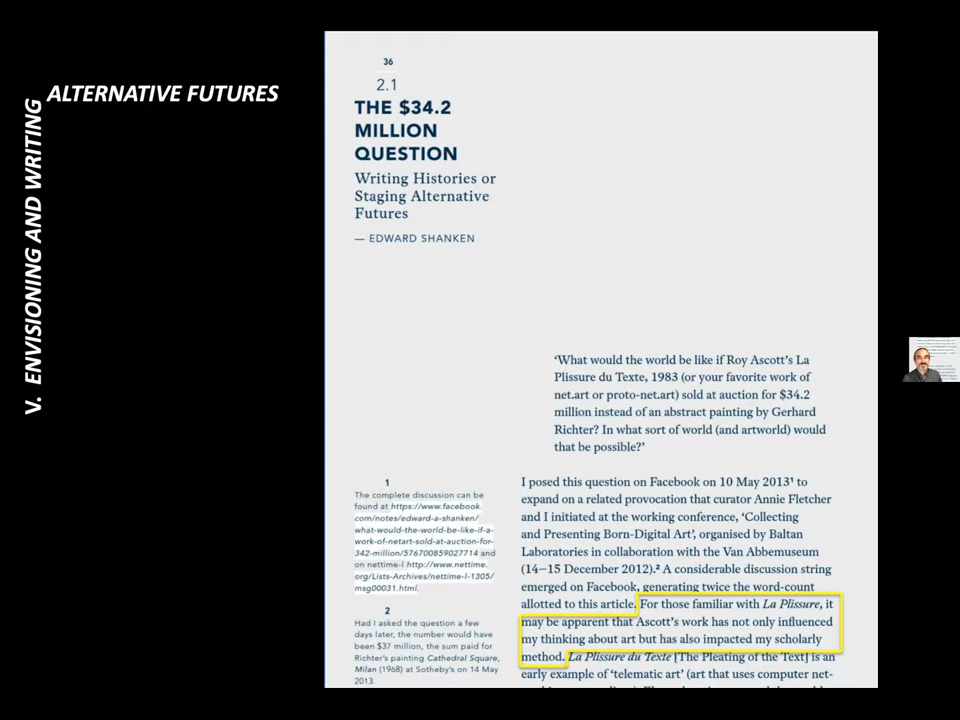 V. ENVISIONING AND WRITING
ALTERNATIVE FUTURES
36
2.1
THE $34.2
MILLION
QUESTION
Writing Histories or
Staging Alternative
Futures
— EDWARD SHANKEN
‘What would the world be like if Roy Ascott’s La
Plissure du Texte, 1983 (or your favorite work of
net.art or proto-net.art) sold at auction for $34.2
million instead of an abstract painting by Gerhard
Richter? In what sort of world (and artworld) would
that be possible?’
1
The complete discussion can be
found at https://www.facebook.
com/notes/edward-a-shanken/
what-would-the-world-be-like-if-a-
work-of-netart-sold-at-auction-for-
342-million/576700859027714 and
on nettime-l http://www.nettime.
org/Lists-Archives/nettime-l-1305/
msg00031.html.
2
Had I asked the question a few
days later, the number would have
been $37 million, the sum paid for
Richter’s painting Cathedral Square,
Milan (1968) at Sotheby’s on 14 May
2013.
I posed this question on Facebook on 10 May 2013¹ to
expand on a related provocation that curator Annie Fletcher
and I initiated at the working conference, ‘Collecting
and Presenting Born-Digital Art’, organised by Baltan
Laboratories in collaboration with the Van Abbemuseum
(14–15 December 2012).² A considerable discussion string
emerged on Facebook, generating twice the word-count
allotted to this article. For those familiar with La Plissure, it
may be apparent that Ascott’s work has not only influenced
my thinking about art but has also impacted my scholarly
method. La Plissure du Texte [The Pleating of the Text] is an
early example of ‘telematic art’ (art that uses computer net-